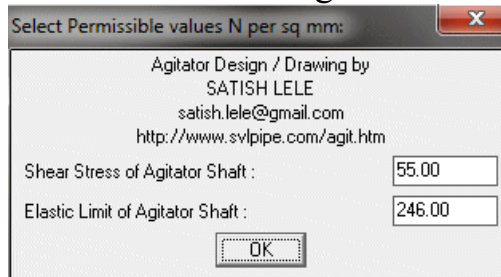 Select Permissible values N per sq mm:
x
Agitator Design / Drawing by
SATISH LELE
satish.lele@gmail.com
http://www.svlpipe.com/agit.htm
Shear Stress of Agitator Shaft : 55.00
Elastic Limit of Agitator Shaft : 246.00
OK